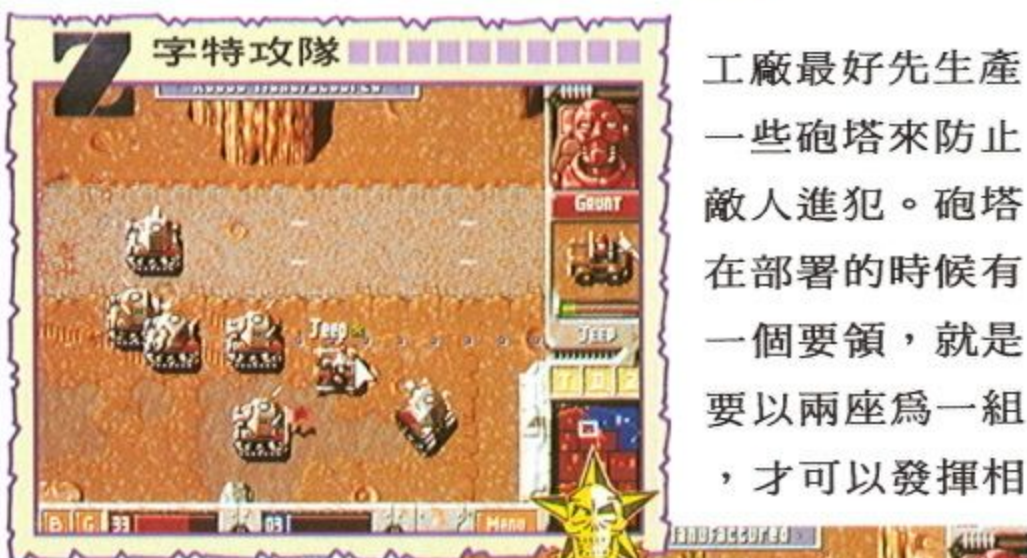 Z字特攻隊
GRUNT
Jeep
JEEP
B G 33
03
Menu
工廠最好先生產
一些砲塔來防止
敵人進犯。砲塔
在部署的時候有
一個要領，就是
要以兩座爲一組
，才可以發揮相